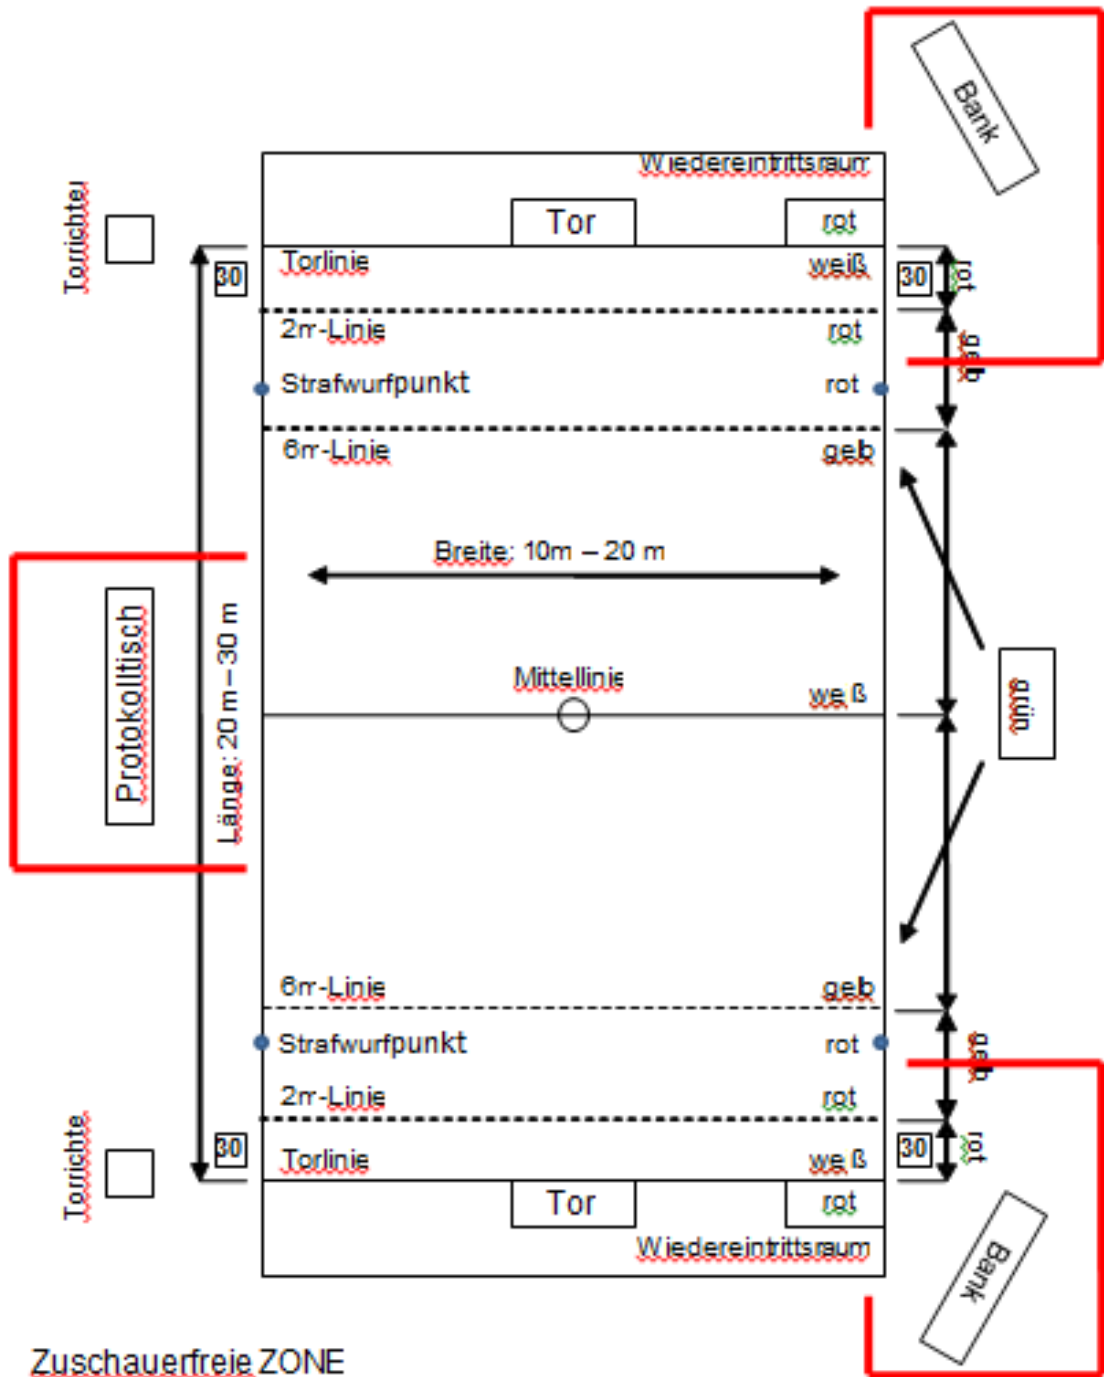 Bank
Wiedereintrittsraum
Torrichter
Tor
rot
30
Torlinie
weiß
30
rot
2m-Linie
rot
gelb
Strafwurfpunkt
rot
6m-Linie
gelb
Breite: 10m – 20 m
Protokolltisch
Länge: 20 m – 30 m
Mittellinie
weiß
grün
6m-Linie
gelb
Strafwurfpunkt
rot
gelb
2m-Linie
rot
Torrichte
30
Torlinie
weiß
30
rot
Tor
rot
Wiedereintrittsraum
Bank
Zuschauerfreie ZONE